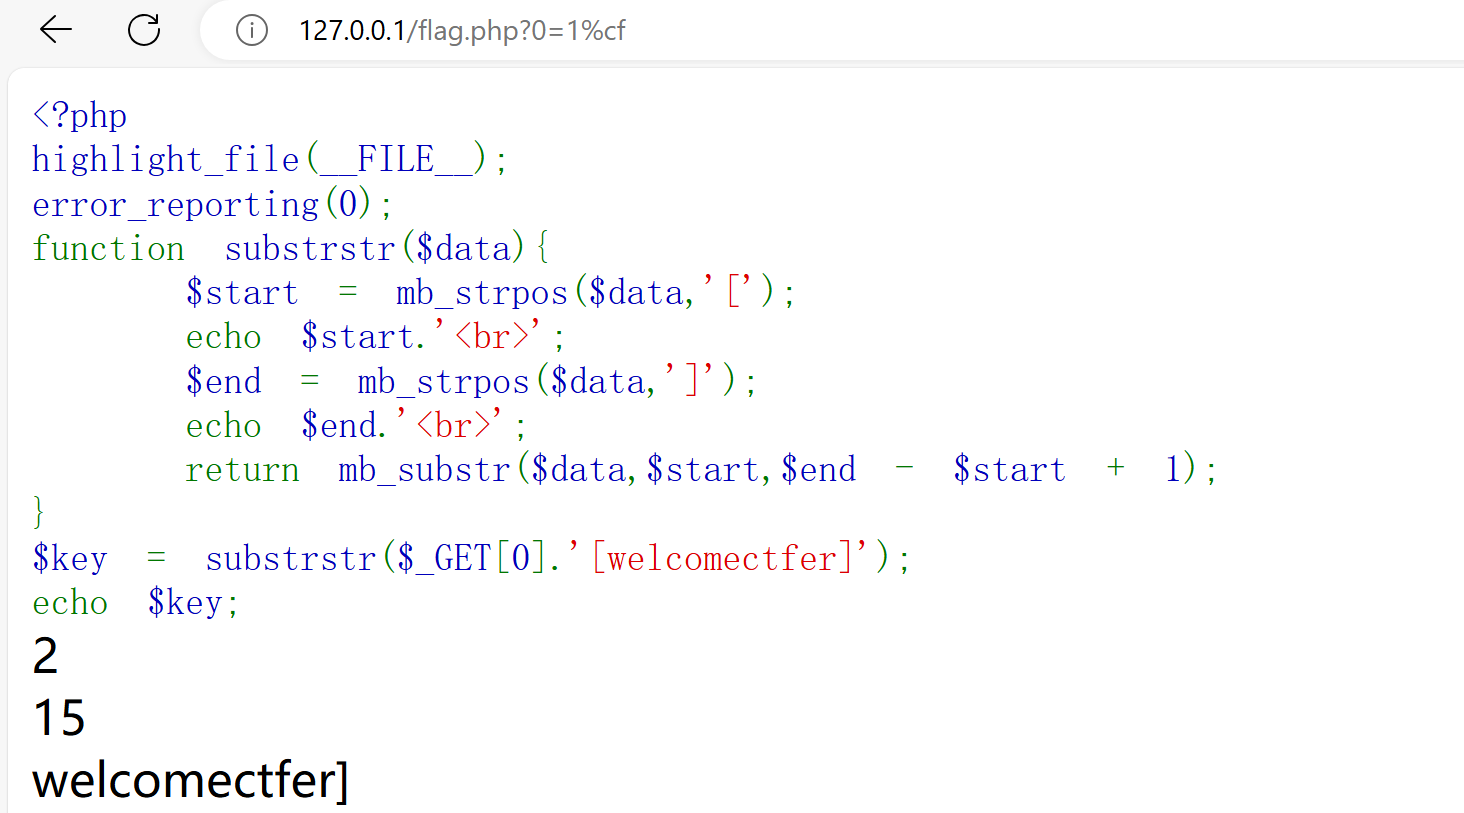 127.0.0.1/flag.php?0=1%cf
<?php
highlight_file(__FILE__);
error_reporting(0);
function substrstr($data){
$start = mb_strpos($data,'[');
echo $start.'<br>';
$end = mb_strpos($data,']');
echo $end.'<br>';
return mb_substr($data,$start,$end - $start + 1);
}
$key = substrstr($_GET[0].'[welcomectfer]');
echo $key;
2
15
welcomectfer]